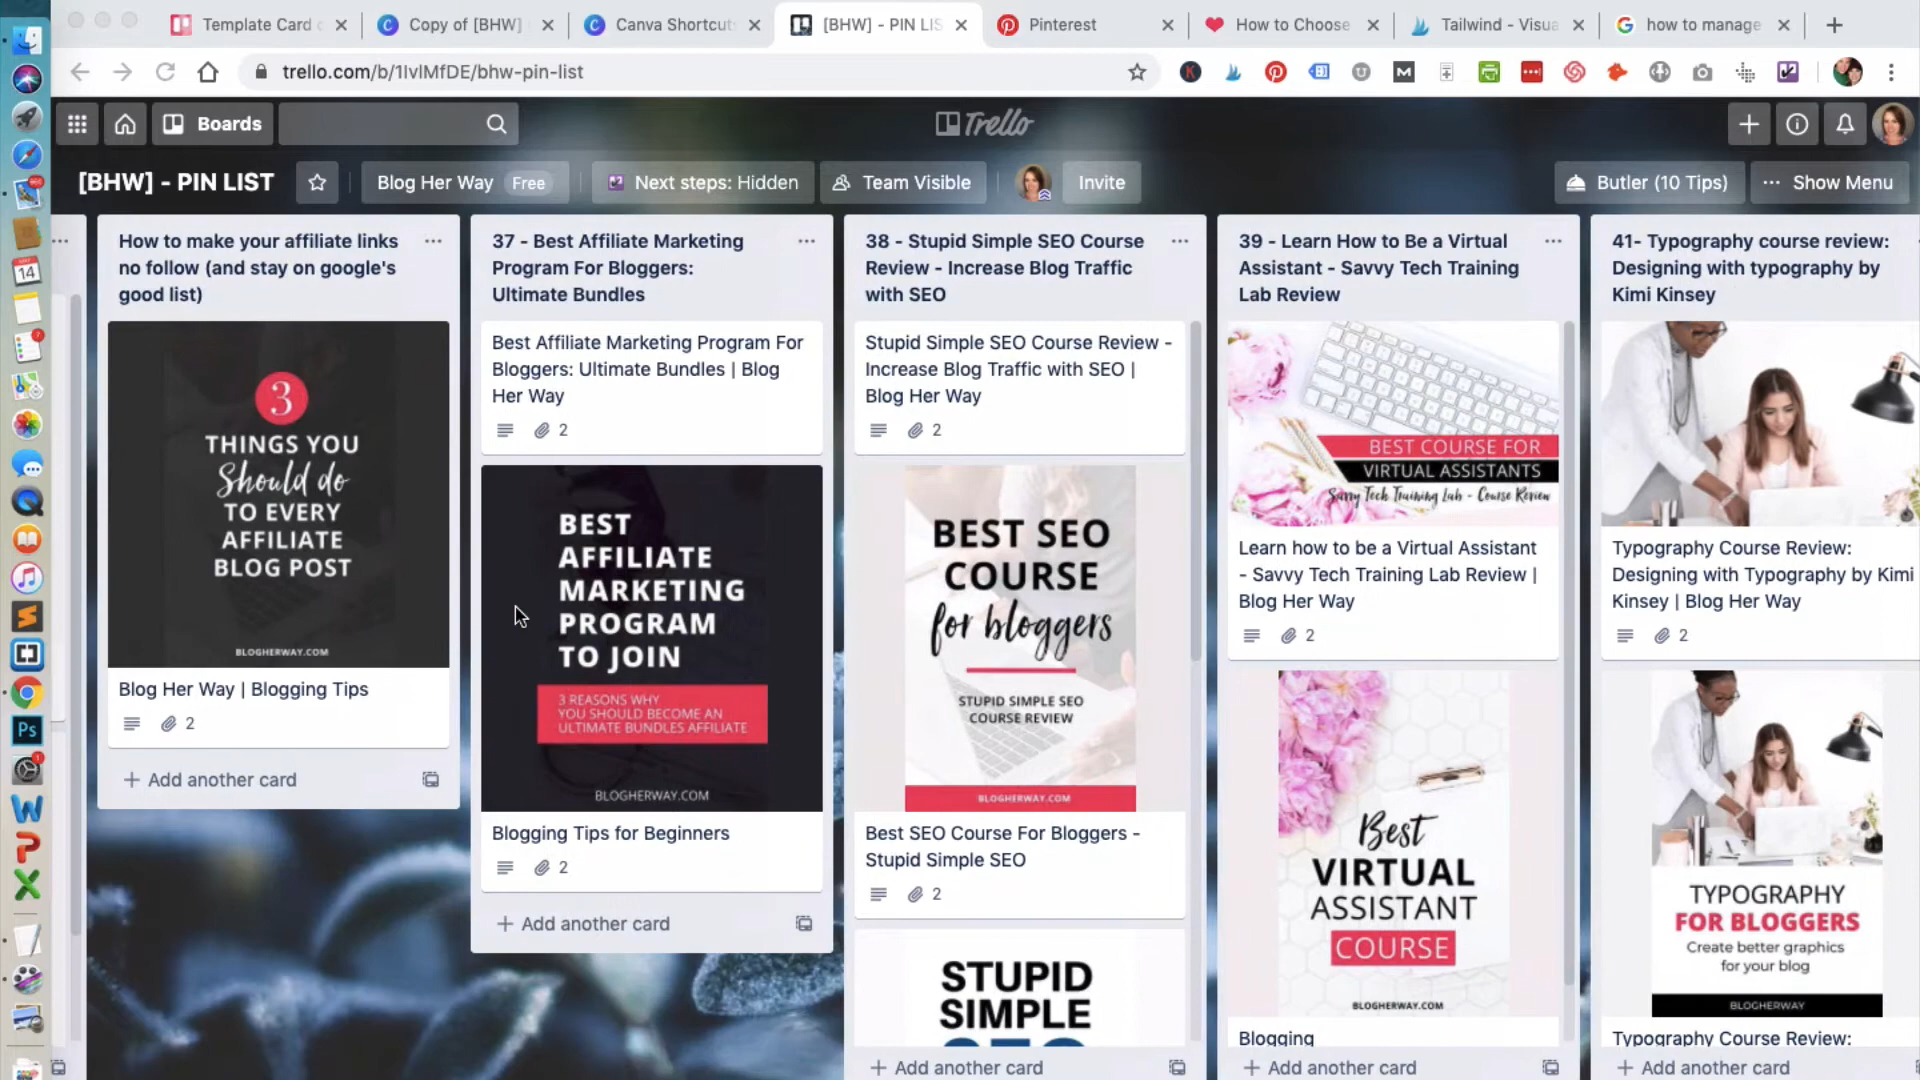 Template Card c
Copy of [BHW]
Canva Shortcut
[BHW] - PIN LIS
Pinterest
How to Choose
Tailwind - Visua
how to manage
trello.com/b/1IvlMfDE/bhw-pin-list
Boards
Trello
[BHW] - PIN LIST
Blog Her Way Free
Next steps: Hidden
Team Visible
Invite
Butler (10 Tips)
Show Menu
How to make your affiliate links
no follow (and stay on google's
good list)
3
THINGS YOU
Should do
TO EVERY
AFFILIATE
BLOG POST
BLOGHERWAY.COM
Blog Her Way | Blogging Tips
2
+ Add another card
37 - Best Affiliate Marketing
Program For Bloggers:
Ultimate Bundles
Best Affiliate Marketing Program For
Bloggers: Ultimate Bundles | Blog
Her Way
2
BEST
AFFILIATE
MARKETING
PROGRAM
TO JOIN
3 REASONS WHY
YOU SHOULD BECOME AN
ULTIMATE BUNDLES AFFILIATE
BLOGHERWAY.COM
Blogging Tips for Beginners
2
+ Add another card
38 - Stupid Simple SEO Course
Review - Increase Blog Traffic
with SEO
Stupid Simple SEO Course Review -
Increase Blog Traffic with SEO |
Blog Her Way
2
BEST SEO
COURSE
for bloggers
STUPID SIMPLE SEO
COURSE REVIEW
BLOGHERWAY.COM
Best SEO Course For Bloggers -
Stupid Simple SEO
2
STUPID
SIMPLE
SEO
+ Add another card
39 - Learn How to Be a Virtual
Assistant - Savvy Tech Training
Lab Review
BEST COURSE FOR
VIRTUAL ASSISTANTS
Savvy Tech Training Lab - Course Review
Learn how to be a Virtual Assistant
- Savvy Tech Training Lab Review |
Blog Her Way
2
Best
VIRTUAL
ASSISTANT
COURSE
BLOGHERWAY.COM
Blogging
+ Add another card
41- Typography course review:
Designing with typography by
Kimi Kinsey
Typography Course Review:
Designing with Typography by Kimi
Kinsey | Blog Her Way
2
TYPOGRAPHY
FOR BLOGGERS
Create better graphics
for your blog
BLOGHERWAY
Typography Course Review:
+ Add another card
14
Ps